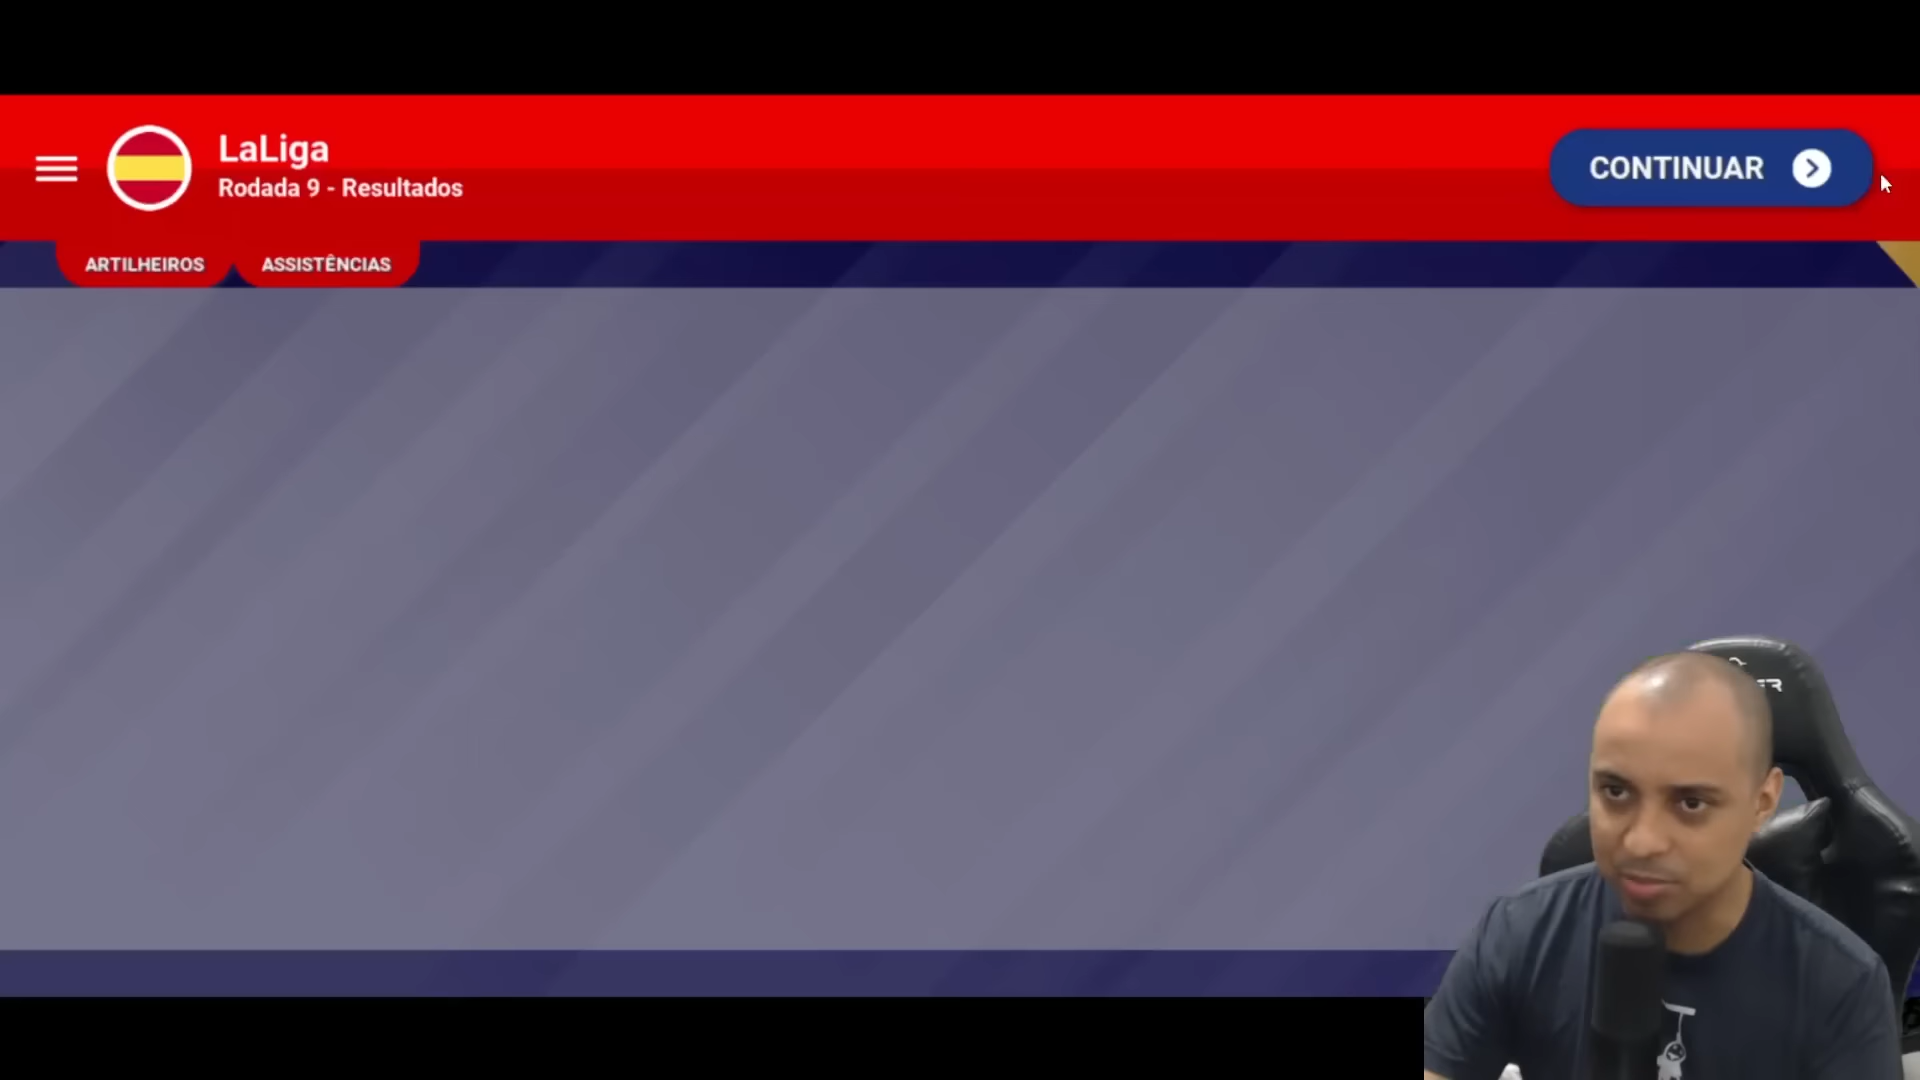 LaLiga
Rodada 9 - Resultados
CONTINUAR
ARTILHEIROS
ASSISTÊNCIAS